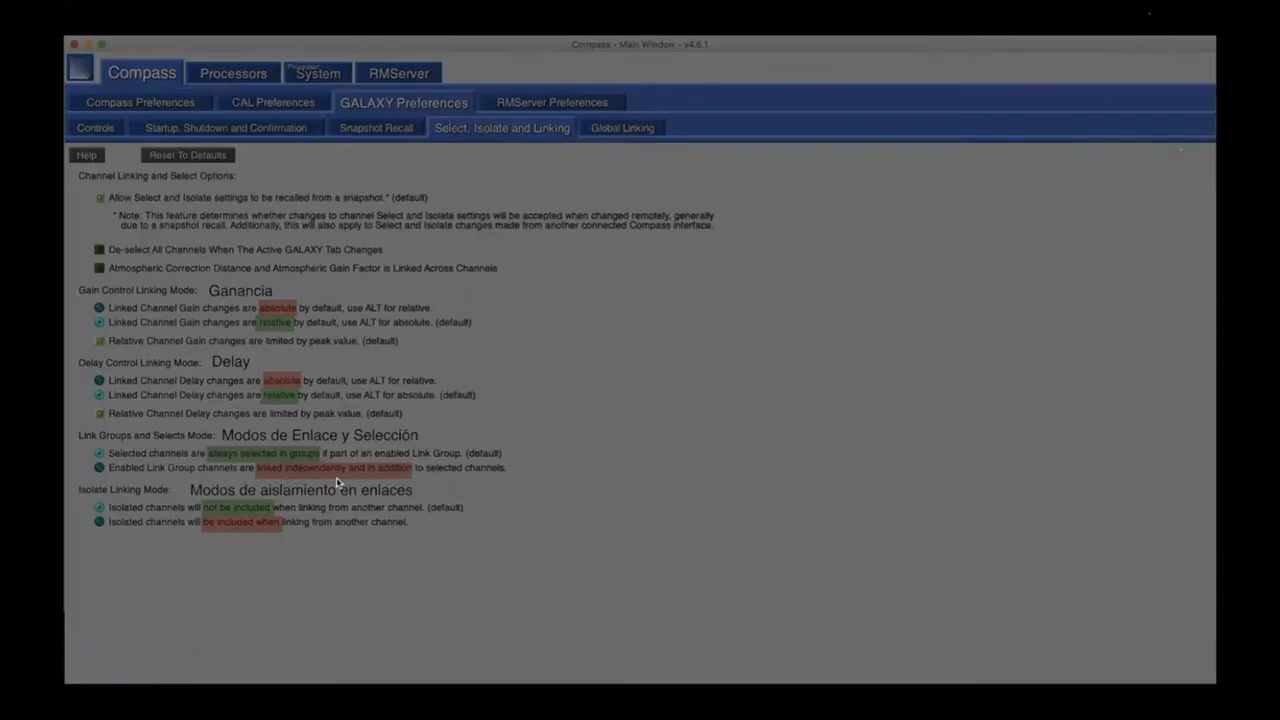 Compass - Main Window - v4.6.1
Compass
Processors
System
RMServer
Compass Preferences
CAL Preferences
GALAXY Preferences
RMServer Preferences
Controls
Startup, Shutdown and Confirmation
Snapshot Recall
Select, Isolate and Linking
Global Linking
Help
Reset To Defaults
Channel Linking and Select Options:
Allow Select and Isolate settings to be recalled from a snapshot.* (default)
* Note: This feature determines whether changes to channel Select and Isolate settings will be accepted when changed remotely, generally
due to a snapshot recall. Additionally, this will also apply to Select and Isolate changes made from another connected Compass interface.
De-select All Channels When The Active GALAXY Tab Changes
Atmospheric Correction Distance and Atmospheric Gain Factor is Linked Across Channels
Gain Control Linking Mode: Ganancia
Linked Channel Gain changes are absolute by default, use ALT for relative.
Linked Channel Gain changes are relative by default, use ALT for absolute. (default)
Relative Channel Gain changes are limited by peak value. (default)
Delay Control Linking Mode: Delay
Linked Channel Delay changes are absolute by default, use ALT for relative.
Linked Channel Delay changes are relative by default, use ALT for absolute. (default)
Relative Channel Delay changes are limited by peak value. (default)
Link Groups and Selects Mode: Modos de Enlace y Selección
Selected channels are always selected in groups if part of an enabled Link Group. (default)
Enabled Link Group channels are linked independently and in addition to selected channels.
Isolate Linking Mode: Modos de aislamiento en enlaces
Isolated channels will not be included when linking from another channel. (default)
Isolated channels will be included when linking from another channel.